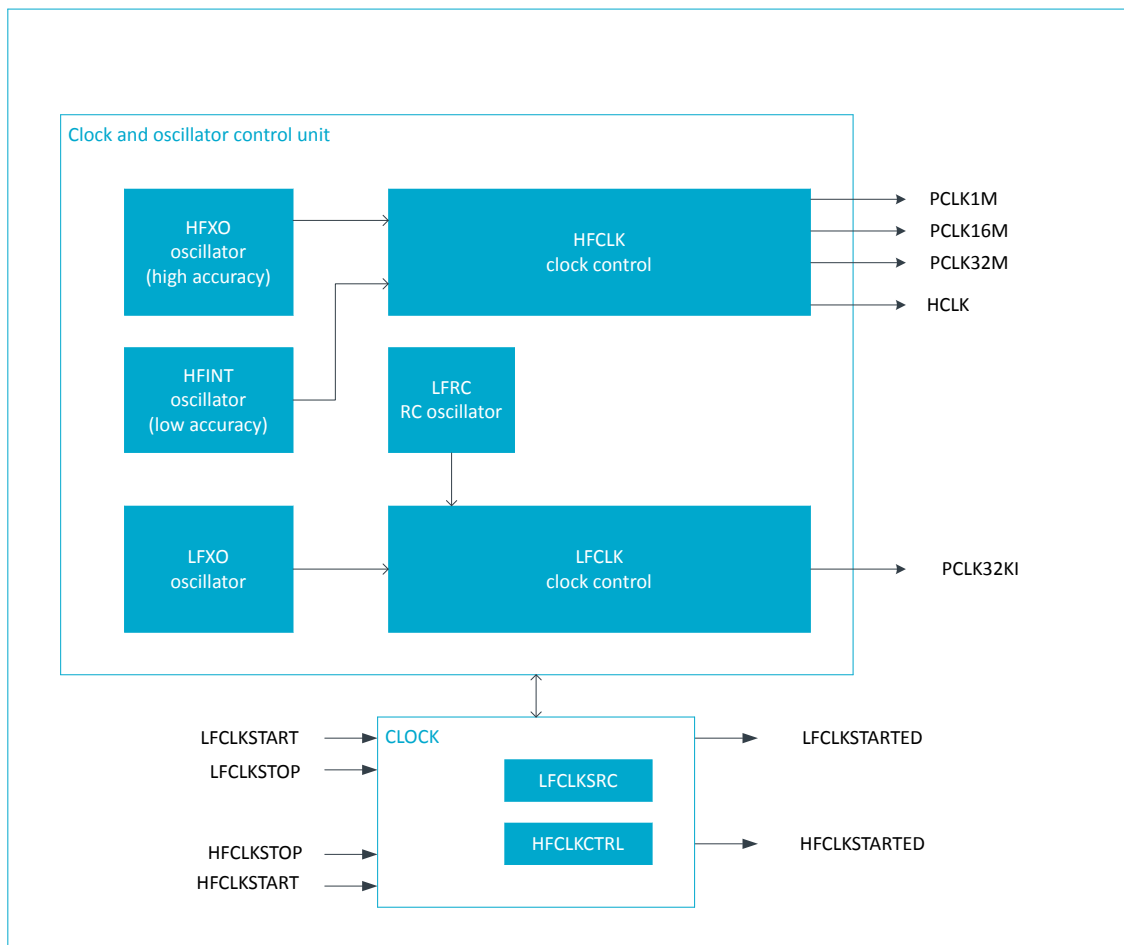 Clock and oscillator control unit
HFXO
oscillator
(high accuracy)
HFCLK
clock control
PCLK1M
PCLK16M
PCLK32M
HCLK
HFINT
oscillator
(low accuracy)
LFRC
RC oscillator
LFXO
oscillator
LFCLK
clock control
PCLK32KI
CLOCK
LFCLKSTART
LFCLKSTOP
HFCLKSTOP
HFCLKSTART
LFCLKSRC
HFCLKCTRL
LFCLKSTARTED
HFCLKSTARTED